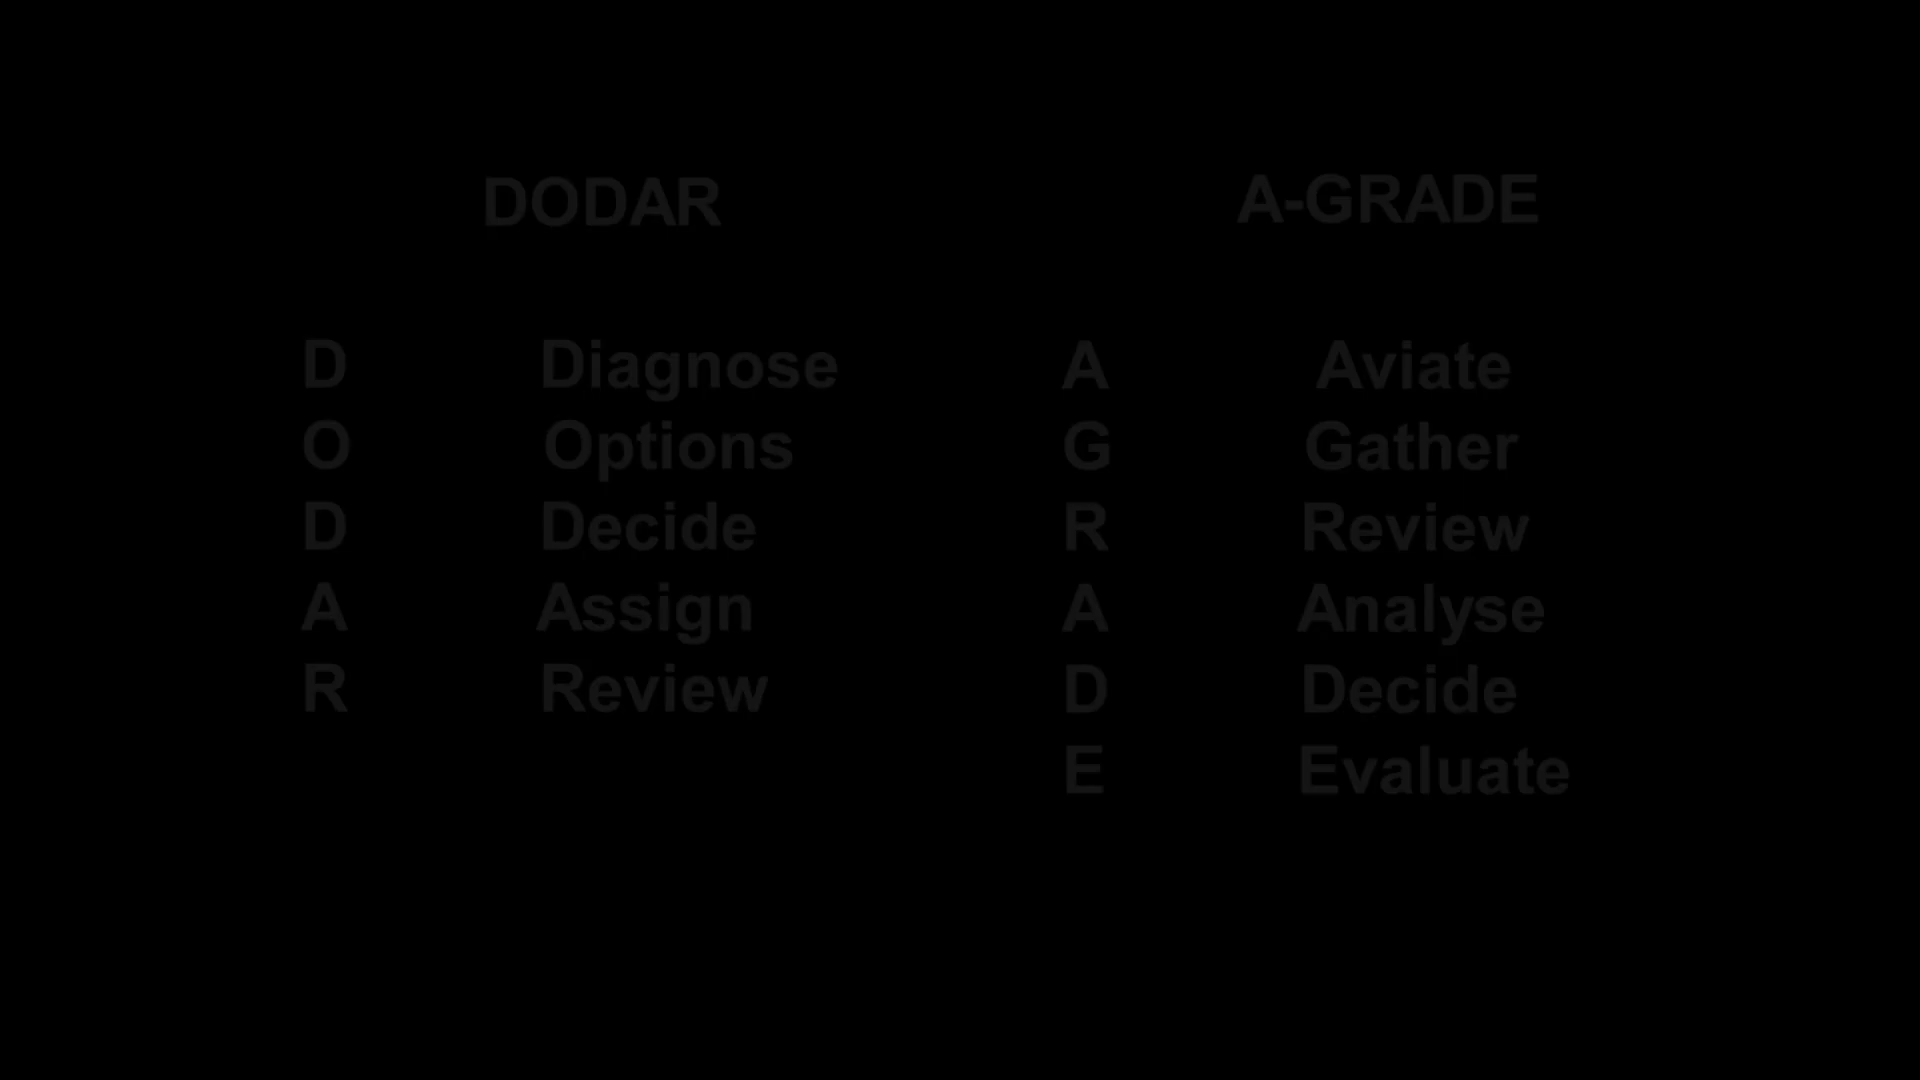 DODAR
D Diagnose
O Options
D Decide
A Assign
R Review
A-GRADE
A Aviate
G Gather
R Review
A Analyse
D Decide
E Evaluate